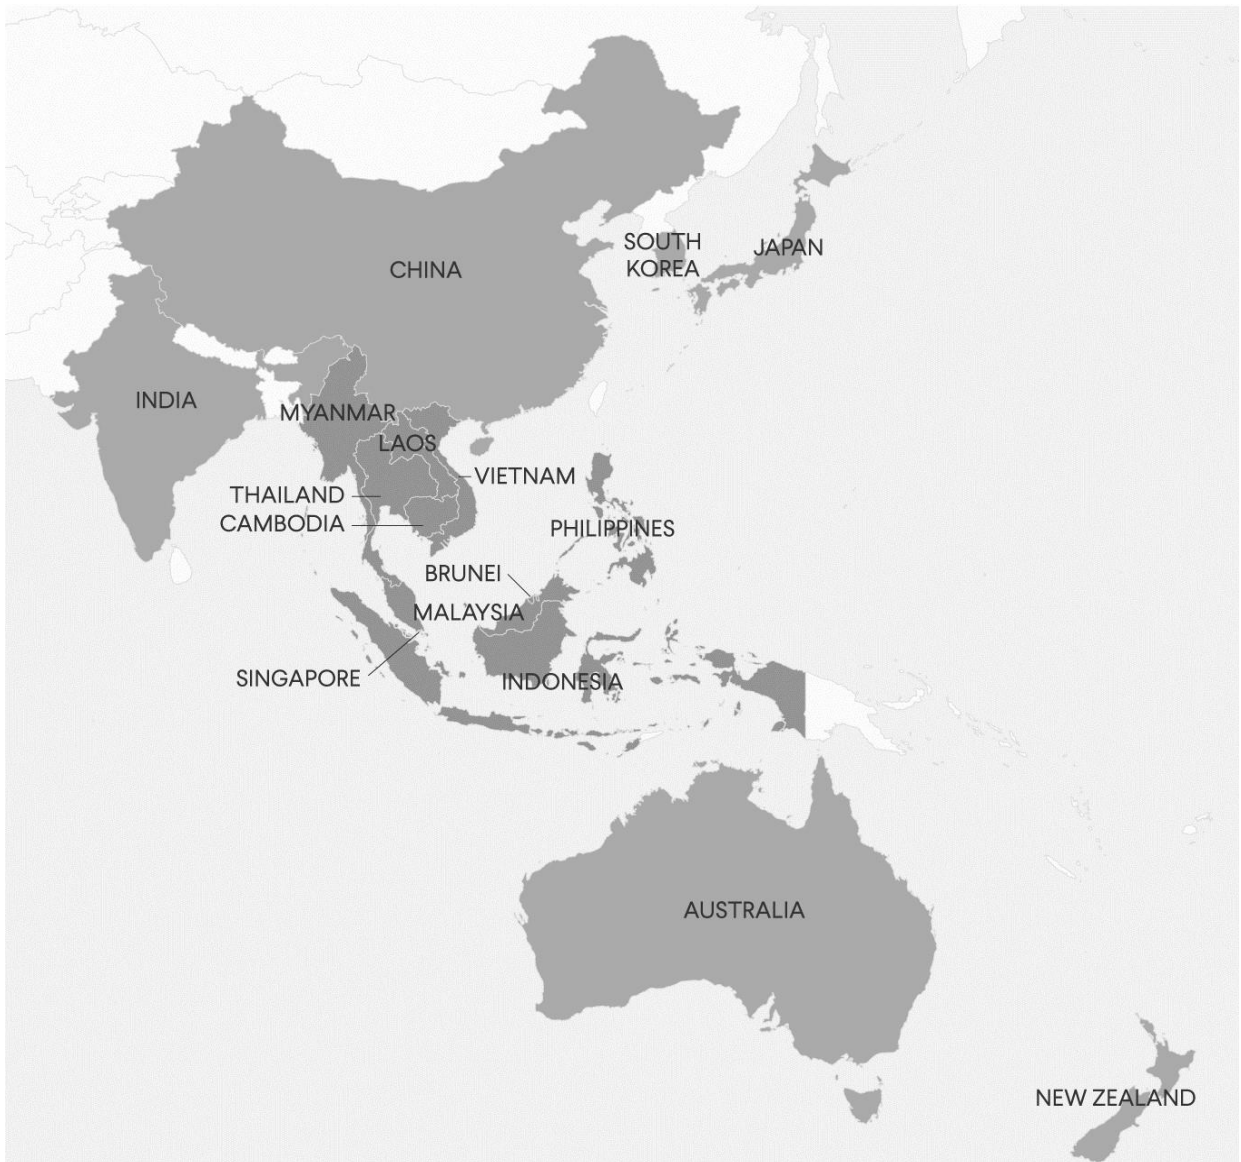 SOUTH
KOREA
JAPAN
CHINA
INDIA
MYANMAR
LAOS
VIETNAM
THAILAND
CAMBODIA
PHILIPPINES
BRUNEI
MALAYSIA
SINGAPORE
INDONESIA
AUSTRALIA
NEW ZEALAND